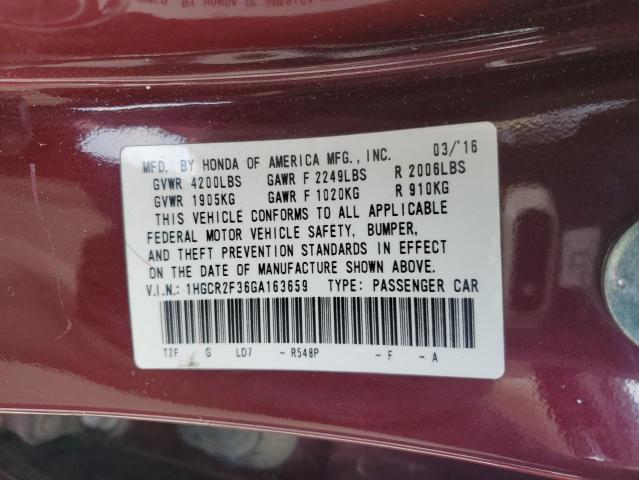 MFD. BY HONDA OF AMERICA MFG., INC. 03/'16
GVWR 4200LBS GAWR F 2249LBS R 2006LBS
GVWR 1905KG GAWR F 1020KG R 910KG
THIS VEHICLE CONFORMS TO ALL APPLICABLE
FEDERAL MOTOR VEHICLE SAFETY, BUMPER,
AND THEFT PREVENTION STANDARDS IN EFFECT
ON THE DATE OF MANUFACTURE SHOWN ABOVE.
V.I.N.: 1HGCR2F36GA163659 TYPE: PASSENGER CAR
T2F G LD7 - R548P - F - A